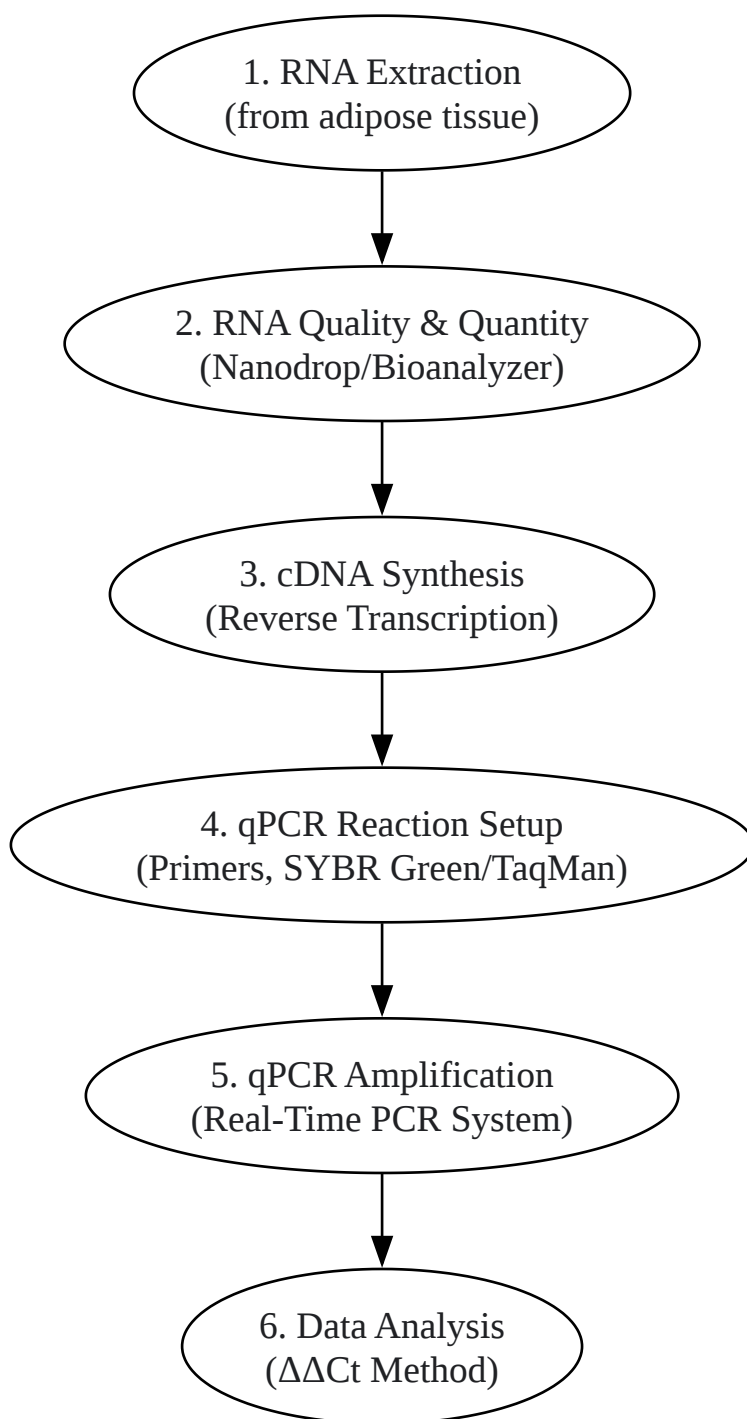 1. RNA Extraction
(from adipose tissue)
2. RNA Quality & Quantity
(Nanodrop/Bioanalyzer)
3. cDNA Synthesis
(Reverse Transcription)
4. qPCR Reaction Setup
(Primers, SYBR Green/TaqMan)
5. qPCR Amplification
(Real-Time PCR System)
6. Data Analysis
(ΔΔCt Method)